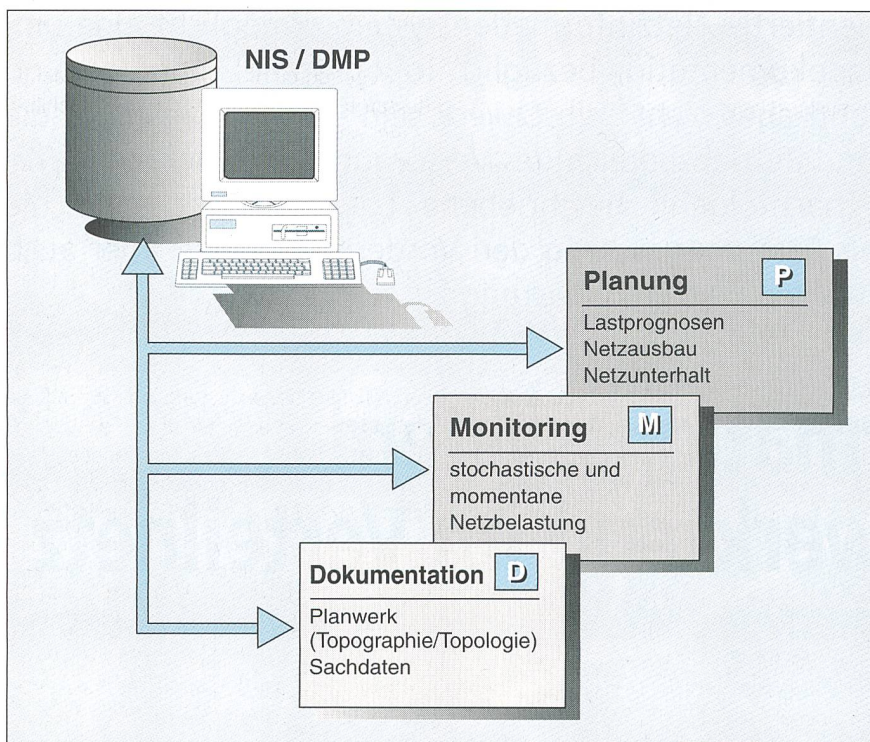 NIS / DMP
Planung P
Lastprognosen
Netzausbau
Netzunterhalt
Monitoring M
stochastische und
momentane
Netzbelastung
Dokumentation D
Planwerk
(Topographie/Topologie)
Sachdaten